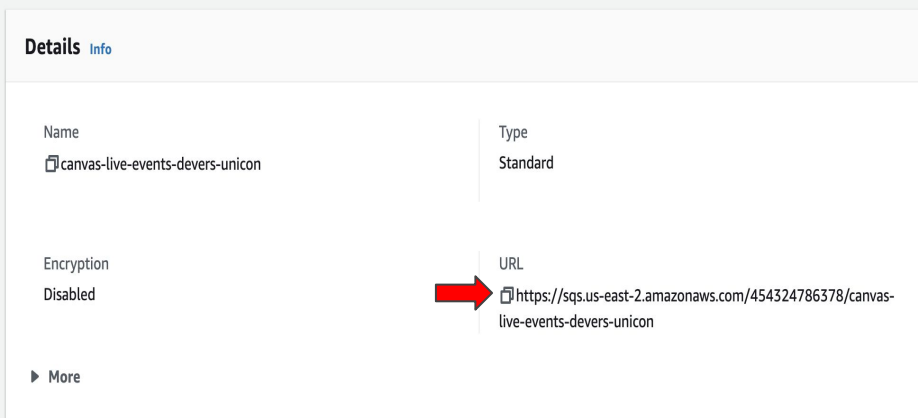 Details Info
Name
canvas-live-events-devers-unicon
Type
Standard
Encryption
Disabled
URL
https://sqs.us-east-2.amazonaws.com/454324786378/canvas-
live-events-devers-unicon
More